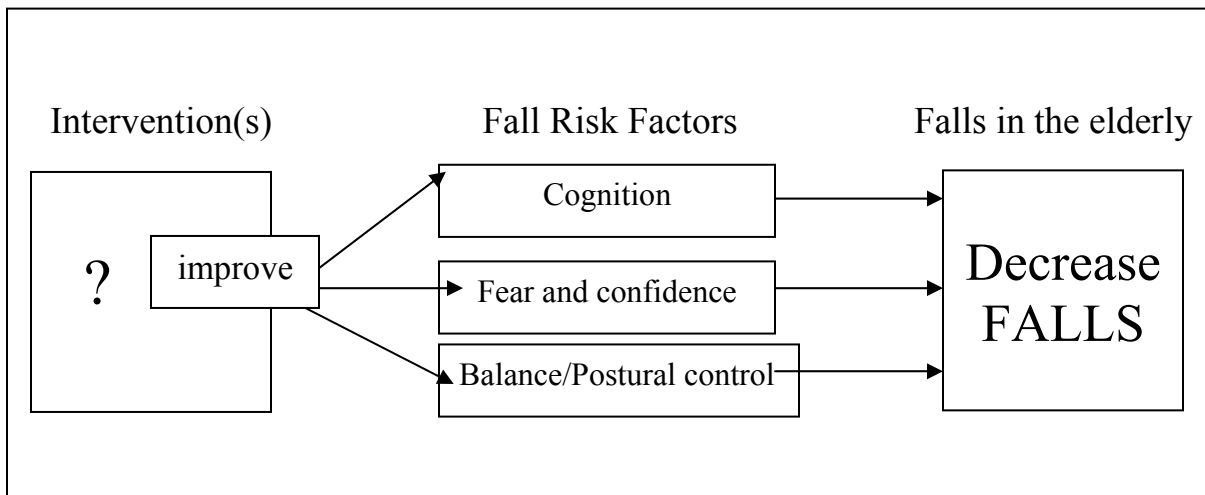 Intervention(s)
Fall Risk Factors
Falls in the elderly
?
improve
Cognition
Fear and confidence
Balance/Postural control
Decrease
FALLS